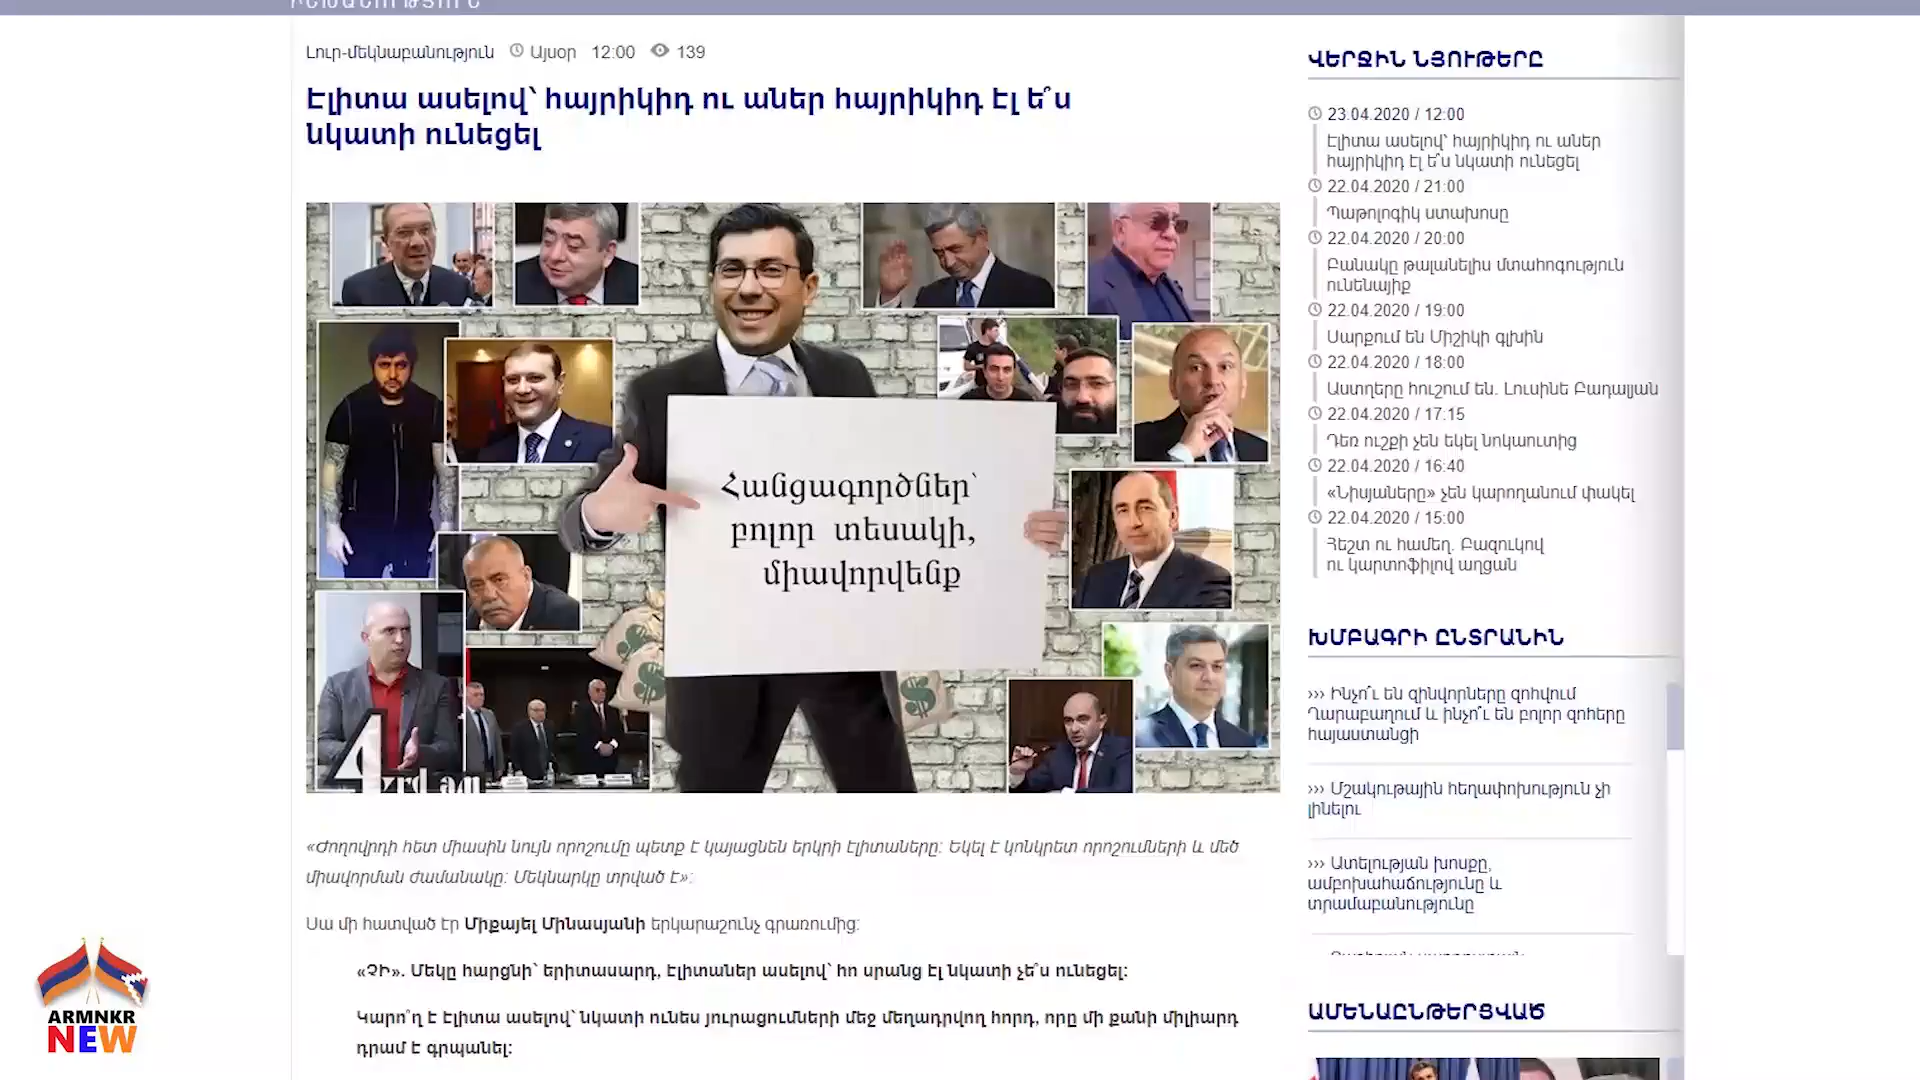 Լուր-մեկնաբանություն Այսօր 12:00 139
Էլիտա ասելով՝ հայրիկիդ ու աներ հայրիկիդ էլ ե՞ս
նկատի ունեցել
Հանցագործներ՝
բոլոր տեսակի,
միավորվենք
«Ժողովրդի հետ միասին նույն որոշումը պետք է կայացնեն երկրի էլիտաները: Եկել է կոնկրետ որոշումների և մեծ
միավորման ժամանակը: Մեկնարկը տրված է»:
Սա մի հատված էր Միքայել Մինասյանի երկարաշունչ գրառումից:
«ՉԻ». Մեկը հարցնի՝ երիտասարդ, էլիտաներ ասելով՝ հո սրանց էլ նկատի չե՞ս ունեցել:
Կարո՞ղ է էլիտա ասելով՝ նկատի ունես յուրացումների մեջ մեղադրվող հորդ, որը մի քանի միլիարդ
դրամ է գրպանել:
ՎԵՐՋԻՆ ՆՅՈՒԹԵՐԸ
23.04.2020 / 12:00
Էլիտա ասելով՝ հայրիկիդ ու աներ
հայրիկիդ էլ ե՞ս նկատի ունեցել
22.04.2020 / 21:00
Պաթոլոգիկ ստախոսը
22.04.2020 / 20:00
Բանակը թալանելիս մտահոգություն
ունենայիք
22.04.2020 / 19:00
Սարքում են Միշիկի գլխին
22.04.2020 / 18:00
Աստղերը հուշում են. Լուսինե Բադալյան
22.04.2020 / 17:15
Դեռ ուշքի չեն եկել նոկաուտից
22.04.2020 / 16:40
«Նիսյաները» չեն կարողանում փակել
22.04.2020 / 15:00
Հեշտ ու համեղ. Բազուկով
ու կարտոֆիլով աղցան
ԽՄԲԱԳՐԻ ԸՆՏՐԱՆԻՆ
››› Ինչո՞ւ են զինվորները զոհվում
Ղարաբաղում և ինչո՞ւ են բոլոր զոհերը
հայաստանցի
››› Մշակութային հեղափոխություն չի
լինելու
››› Ատելության խոսքը,
ամբոխահաճությունը և
տրամաբանությունը
ԱՄԵՆԱԸՆԹԵՐՑՎԱԾ
ARMNKR
NEW